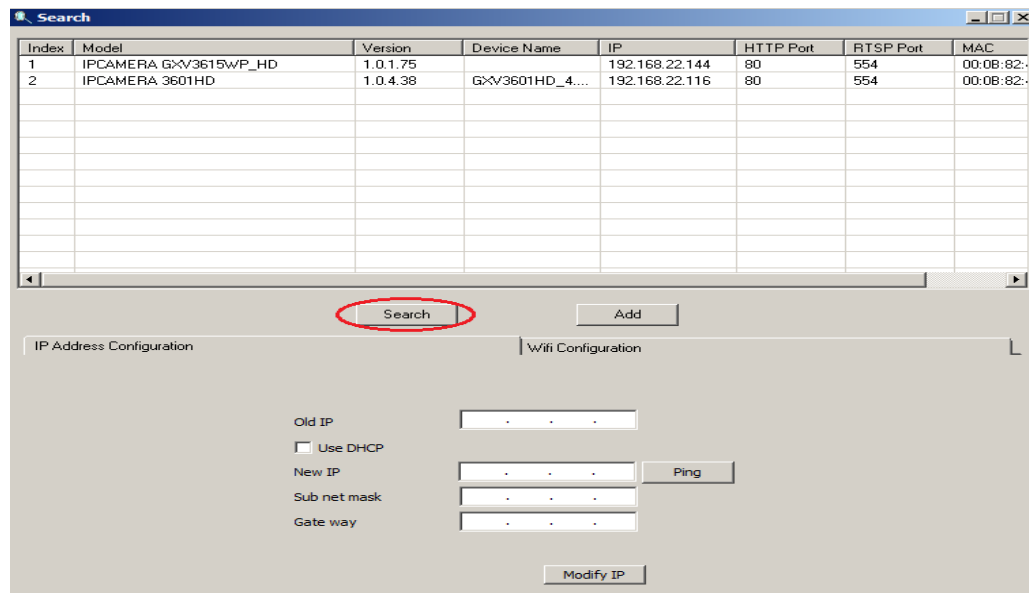 Search
Index Model Version Device Name IP HTTP Port RTSP Port MAC
1 IPCAMERA GXV3615WP_HD 1.0.1.75 192.168.22.144 80 554 00:0B:82:
2 IPCAMERA 3601HD 1.0.4.38 GXV3601HD_4.... 192.168.22.116 80 554 00:0B:82:
Search Add
IP Address Configuration Wifi Configuration
Old IP . . .
Use DHCP
New IP . . . Ping
Sub net mask . . .
Gate way . . .
Modify IP